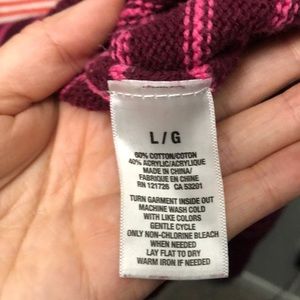 L / G
60% COTTON/COTON
40% ACRYLIC/ACRYLIQUE
MADE IN CHINA/
FABRIQUE EN CHINE
RN 121726 CA 53201
TURN GARMENT INSIDE OUT
MACHINE WASH COLD
WITH LIKE COLORS
GENTLE CYCLE
ONLY NON-CHLORINE BLEACH
WHEN NEEDED
LAY FLAT TO DRY
WARM IRON IF NEEDED